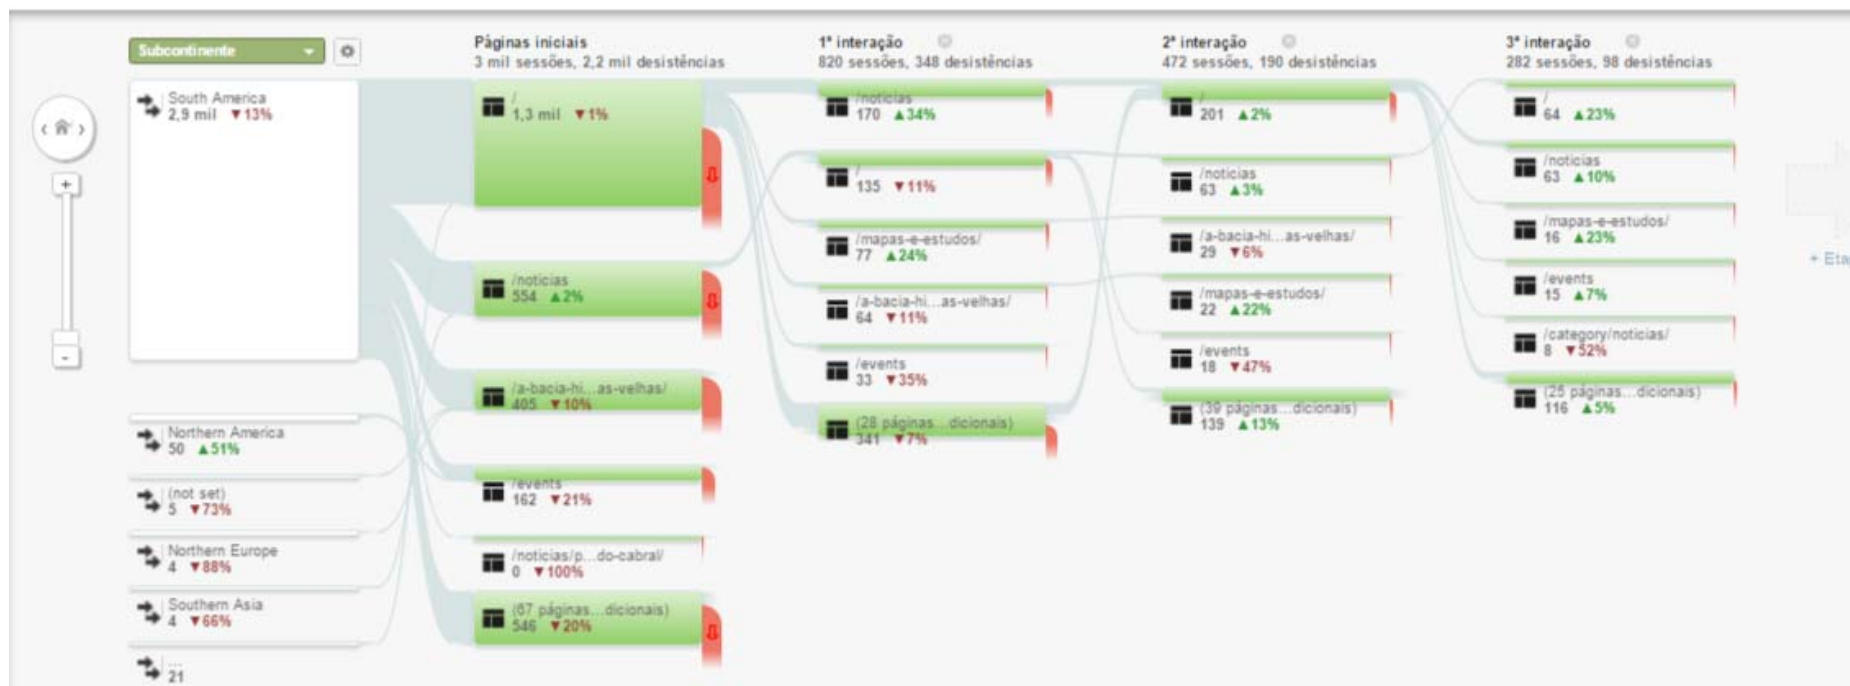 Subcontinente
South America
2,9 mil ▼13%
Northern America
50 ▲51%
(not set)
5 ▼73%
Northern Europe
4 ▼88%
Southern Asia
4 ▼66%
...
21
Páginas iniciais
3 mil sessões, 2,2 mil desistências
/
1,3 mil ▼1%
/noticias
554 ▲2%
/a-bacia-hi...as-velhas/
405 ▼10%
/events
162 ▼21%
/noticias/p...do-cabral/
0 ▼100%
(67 páginas...dicionais)
546 ▼20%
1ª interação
820 sessões, 348 desistências
/noticias
170 ▲34%
/
135 ▼11%
/mapas-e-estudos/
77 ▲24%
/a-bacia-hi...as-velhas/
64 ▼11%
/events
33 ▼35%
(28 páginas...dicionais)
341 ▼7%
2ª interação
472 sessões, 190 desistências
/
201 ▲2%
/noticias
63 ▲3%
/a-bacia-hi...as-velhas/
29 ▼6%
/mapas-e-estudos/
22 ▲22%
/events
18 ▼47%
(39 páginas...dicionais)
139 ▲13%
3ª interação
282 sessões, 98 desistências
/
64 ▲23%
/noticias
63 ▲10%
/mapas-e-estudos/
16 ▲23%
/events
15 ▲7%
/category/noticias/
8 ▼52%
(25 páginas...dicionais)
116 ▲5%
+ Eta